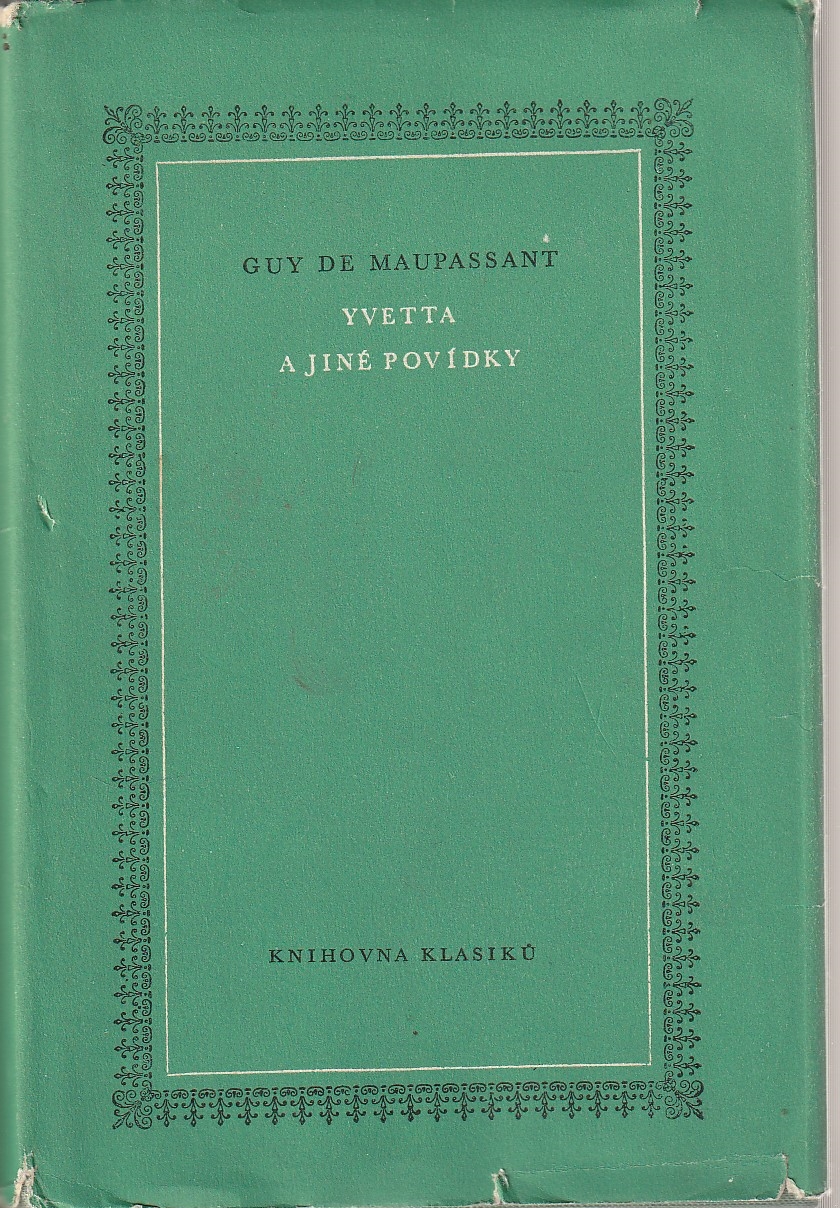 GUY DE MAUPASSANT
YVETTA
A JINÉ POVÍDKY
KNIHOVNA KLASIKŮ